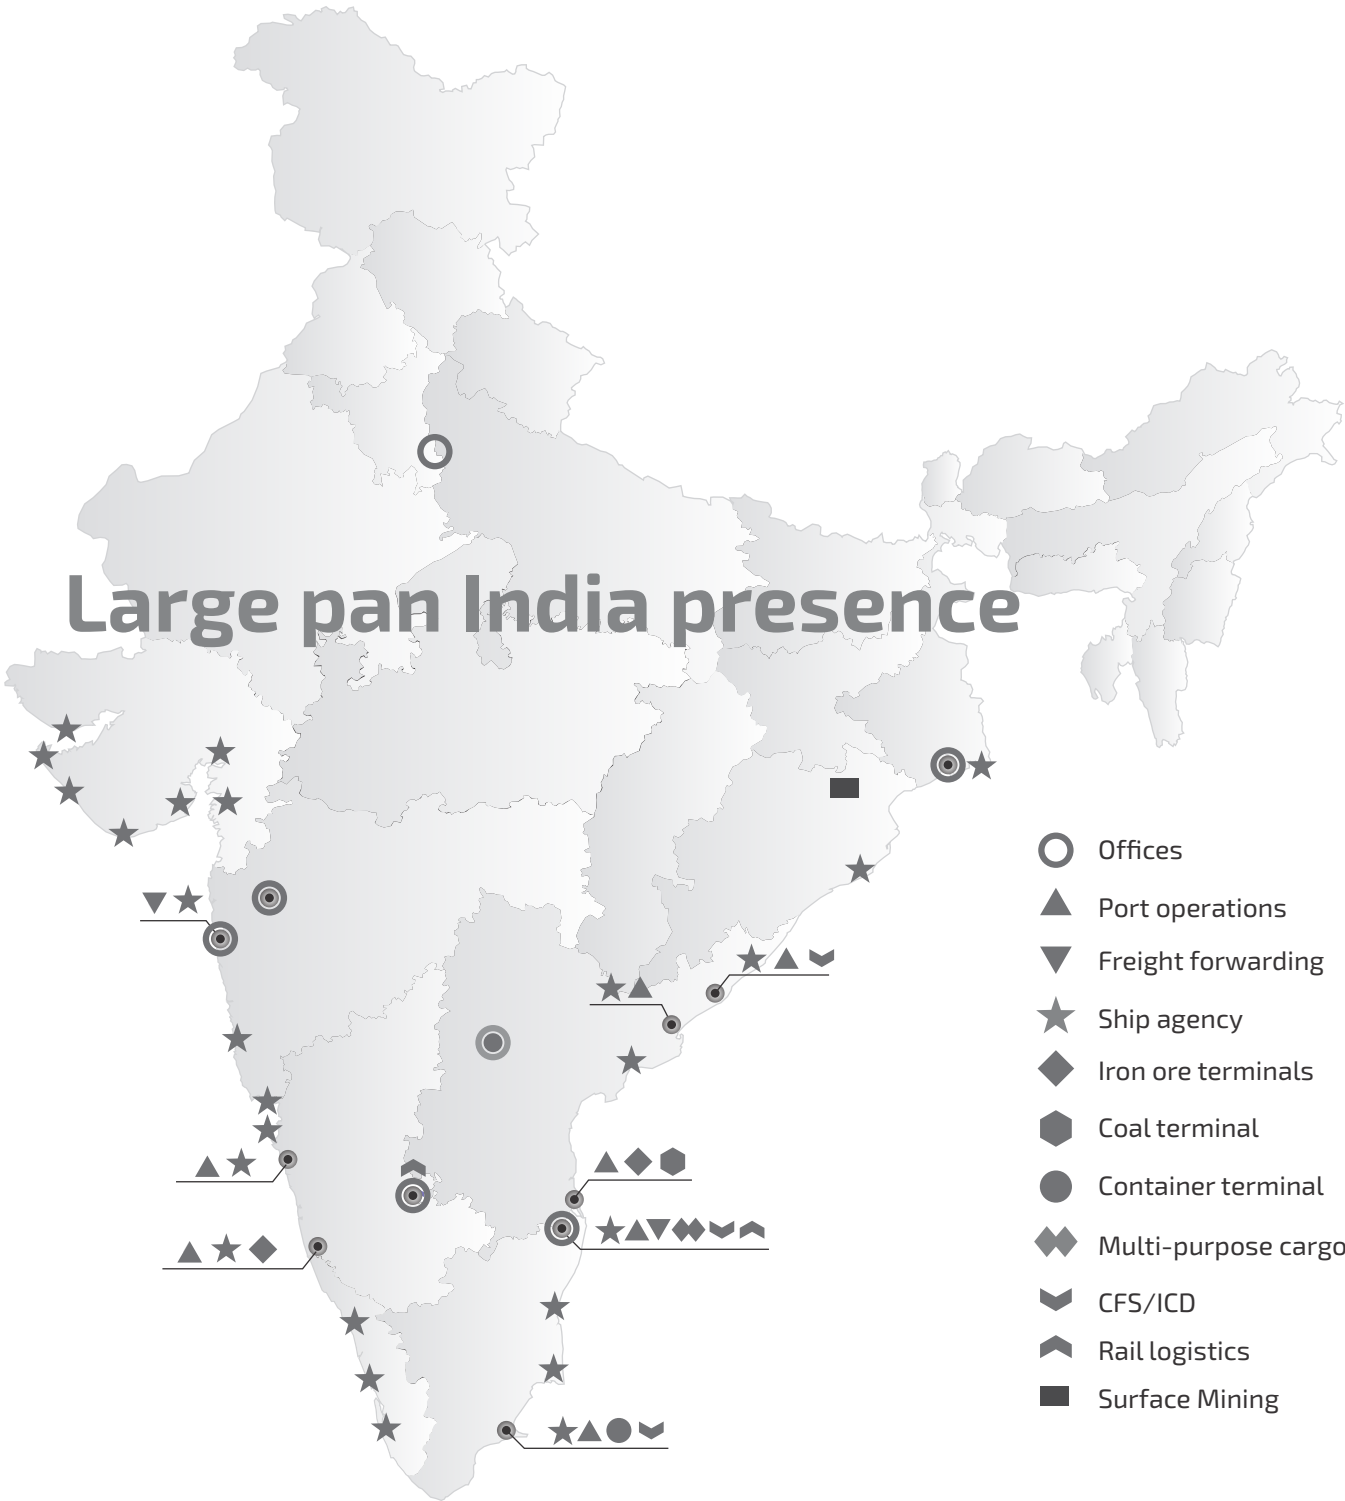 Large pan India presence
Offices
Port operations
Freight forwarding
Ship agency
Iron ore terminals
Coal terminal
Container terminal
Multi-purpose cargo
CFS/ICD
Rail logistics
Surface Mining